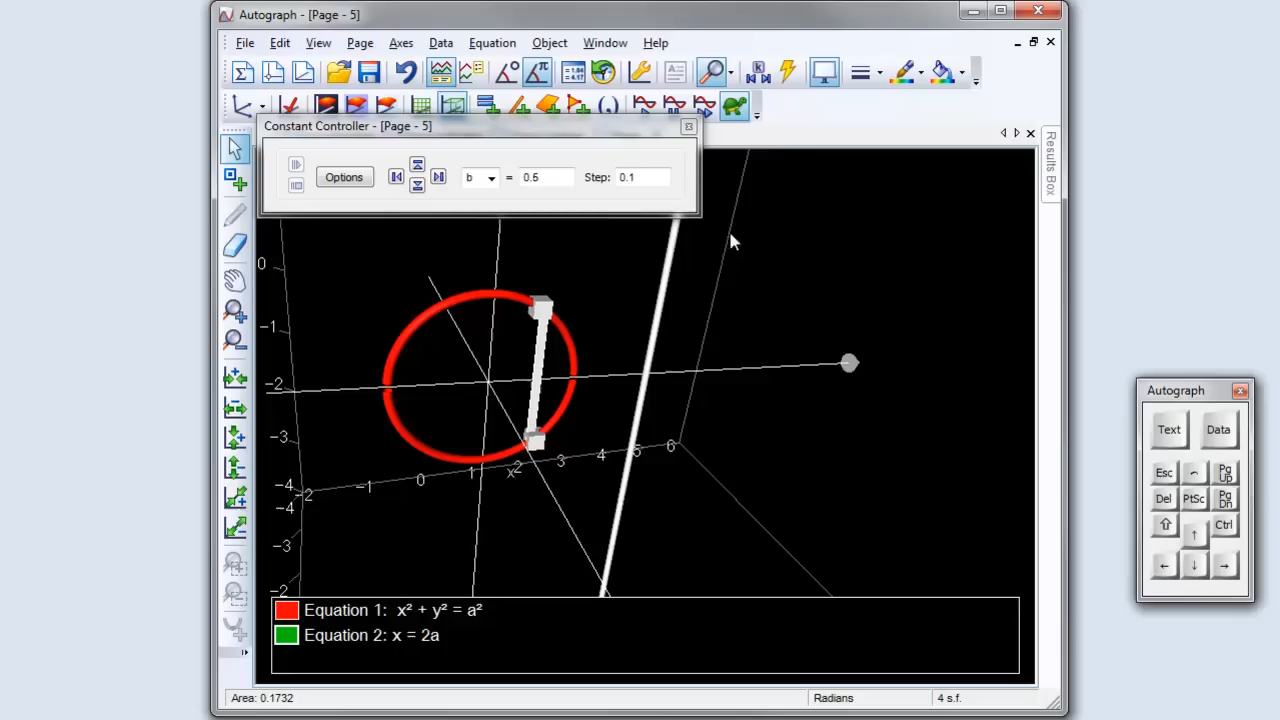 Autograph - [Page - 5]
File Edit View Page Axes Data Equation Object Window Help
Constant Controller - [Page - 5]
Options b = 0.5 Step: 0.1
Results Box
0
−1
−2
−3
−4
−4
−3
−2
−2 −1 0 1 x 2 3 4 5 6
Equation 1: x² + y² = a²
Equation 2: x = 2a
Area: 0.1732 Radians 4 s.f.
Autograph
Text Data
Esc Pg Up
Del PtSc Pg Dn
Ctrl